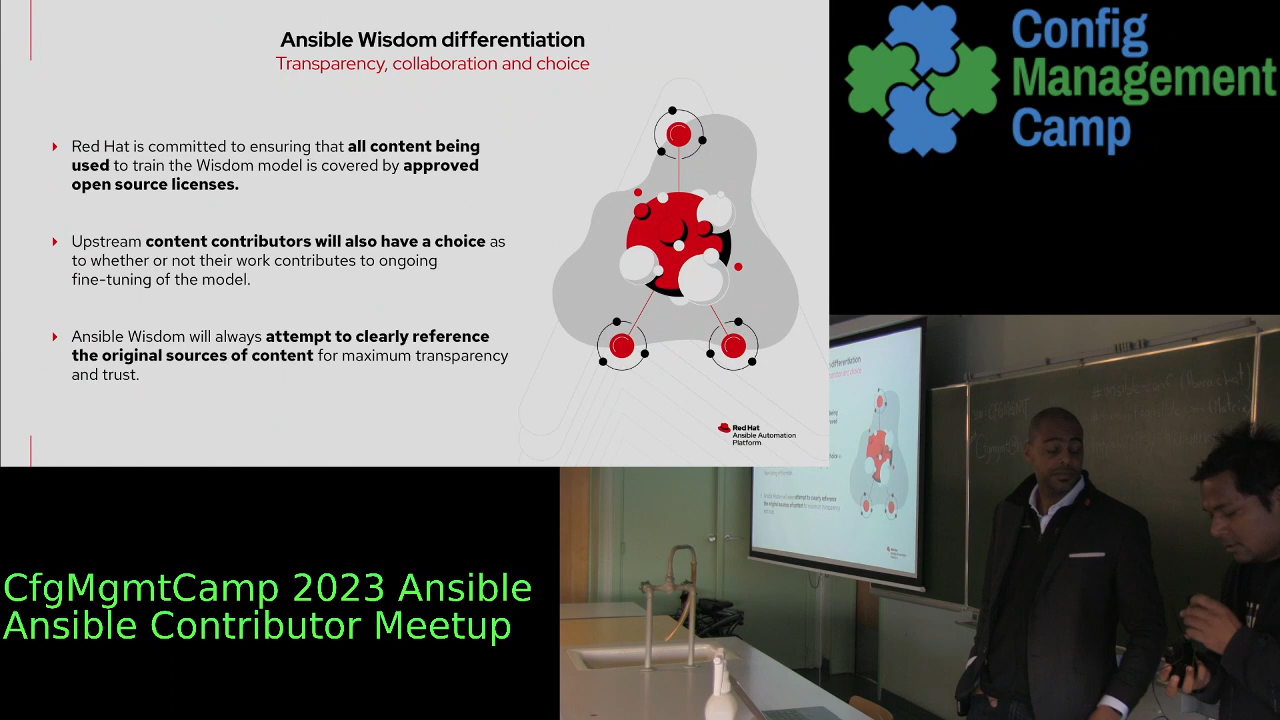 Ansible Wisdom differentiation
Transparency, collaboration and choice
Red Hat is committed to ensuring that all content being
used to train the Wisdom model is covered by approved
open source licenses.
Upstream content contributors will also have a choice as
to whether or not their work contributes to ongoing
fine-tuning of the model.
Ansible Wisdom will always attempt to clearly reference
the original sources of content for maximum transparency
and trust.
Red Hat
Ansible Automation
Platform
Config
Management
Camp
differentiation
CfgMgmtCamp 2023 Ansible
Ansible Contributor Meetup